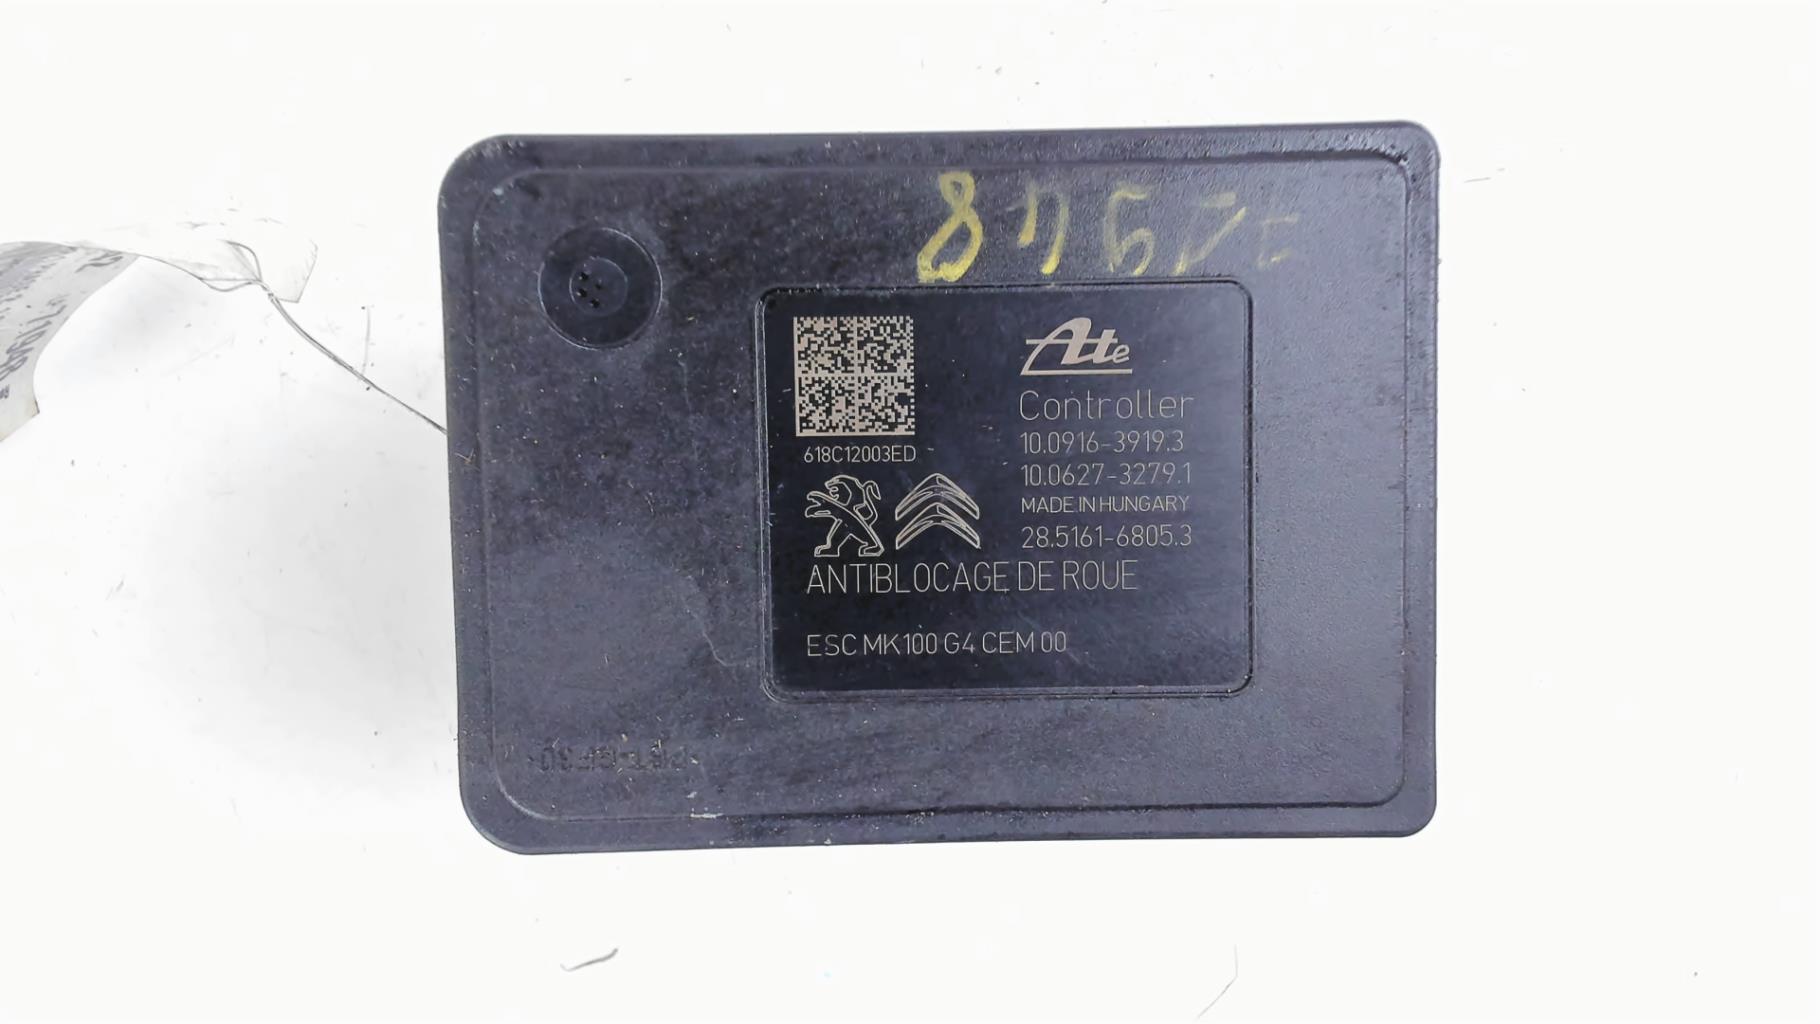 Ate
Controller
10.0916-3919.3
10.0627-3279.1
MADE IN HUNGARY
28.5161-6805.3
618C12003ED
ANTIBLOCAGE DE ROUE
ESC MK100 G4 CEM 00